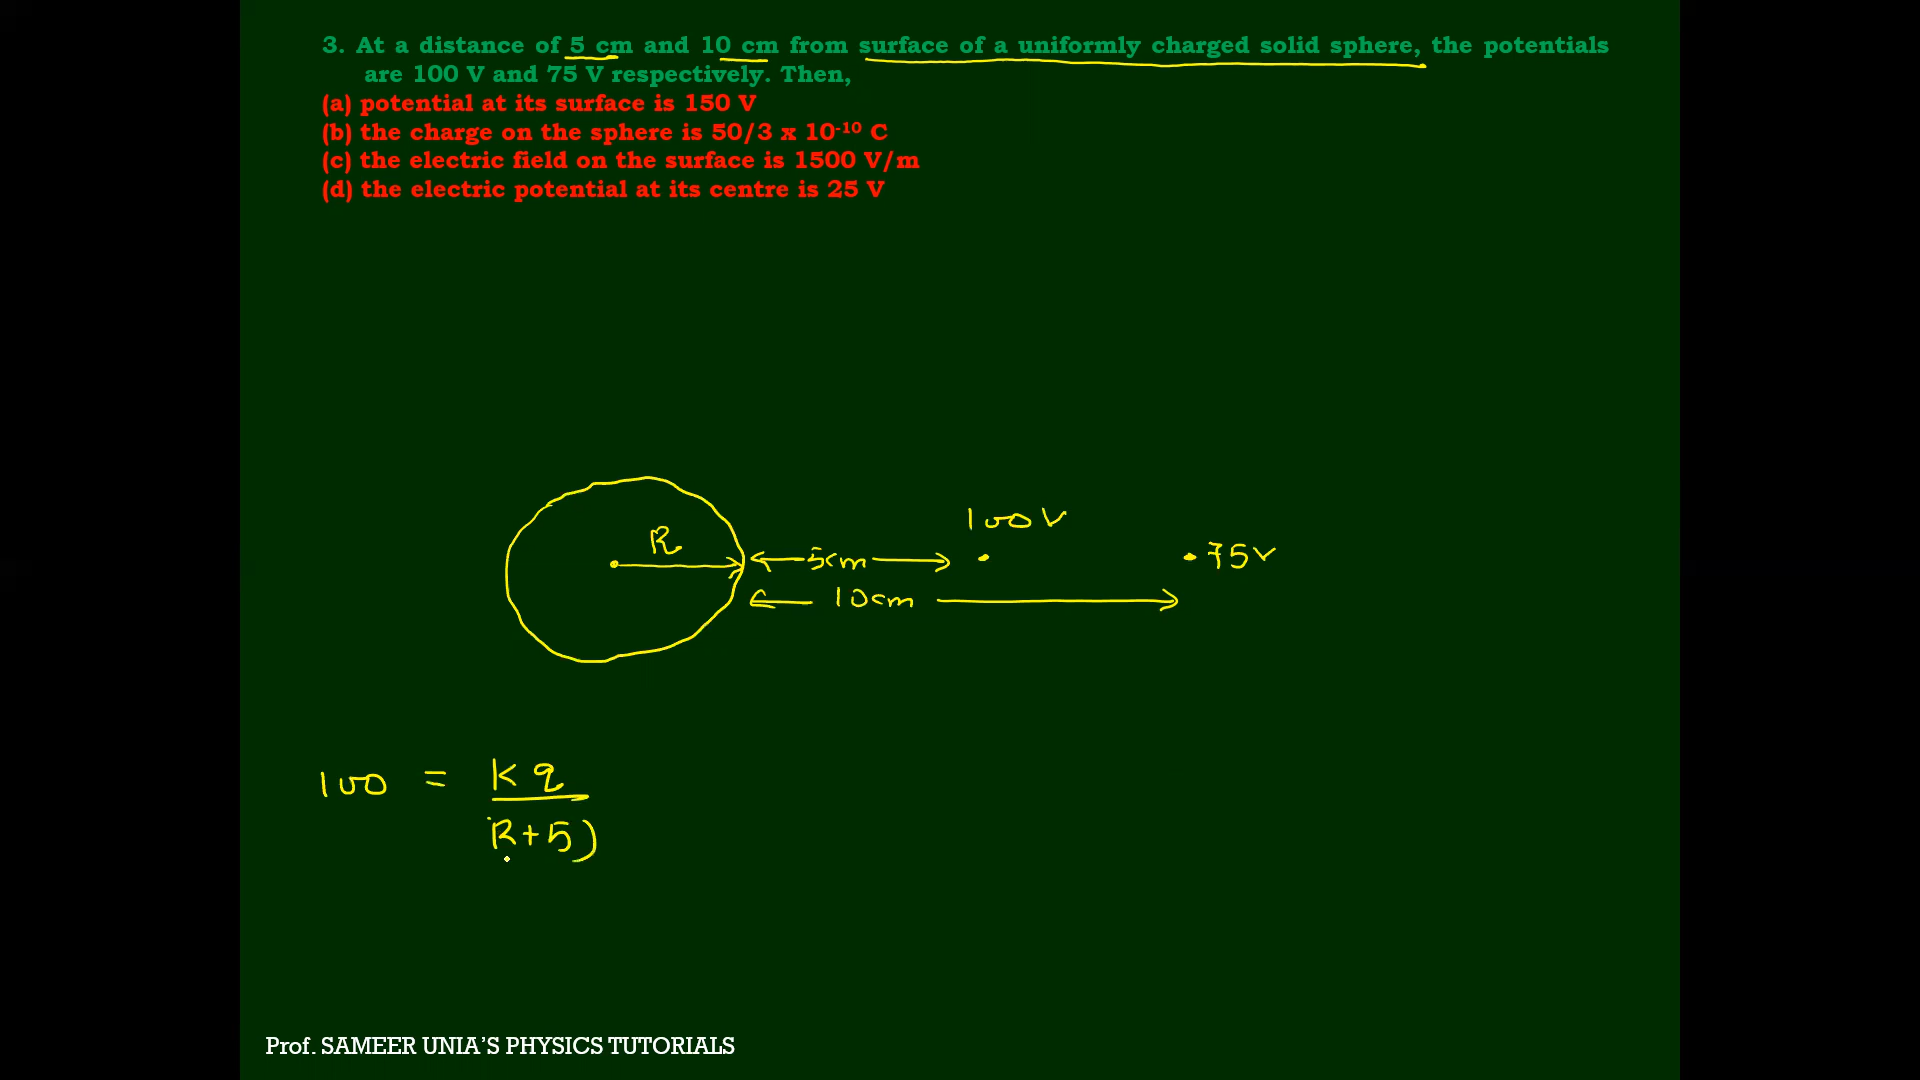 3. At a distance of 5 cm and 10 cm from surface of a uniformly charged solid sphere, the potentials
are 100 V and 75 V respectively. Then,
(a) potential at its surface is 150 V
(b) the charge on the sphere is 50/3 x 10⁻¹⁰ C
(c) the electric field on the surface is 1500 V/m
(d) the electric potential at its centre is 25 V
100V
R
5cm
75V
10cm
100 = Kq
R+5)
Prof. SAMEER UNIA'S PHYSICS TUTORIALS